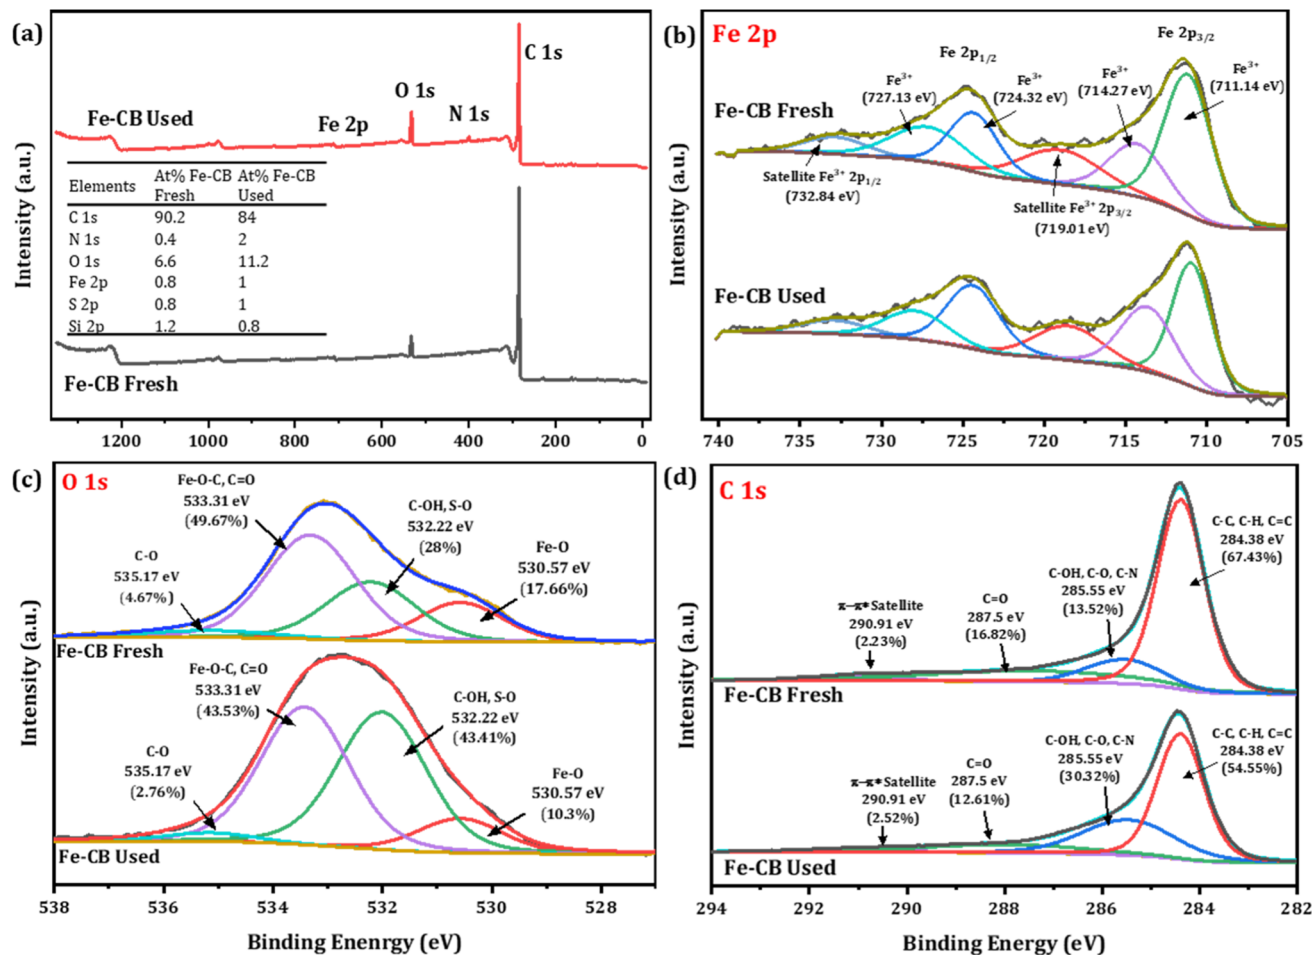 (a)
C 1s
O 1s
N 1s
Fe 2p
Fe-CB Used
Elements At% Fe-CB Fresh At% Fe-CB Used
C 1s 90.2 84
N 1s 0.4 2
O 1s 6.6 11.2
Fe 2p 0.8 1
S 2p 0.8 1
Si 2p 1.2 0.8
Fe-CB Fresh
Intensity (a.u.)
1200 1000 800 600 400 200 0
(b)
Fe 2p
Fe 2p1/2
Fe 2p3/2
Fe3+
(727.13 eV)
Fe3+
(724.32 eV)
Fe3+
(714.27 eV)
Fe3+
(711.14 eV)
Fe-CB Fresh
Satellite Fe3+ 2p1/2
(732.84 eV)
Satellite Fe3+ 2p3/2
(719.01 eV)
Fe-CB Used
Intensity (a.u.)
740 735 730 725 720 715 710 705
(c)
O 1s
Fe-O-C, C=O
533.31 eV
(49.67%)
C-OH, S-O
532.22 eV
(28%)
C-O
535.17 eV
(4.67%)
Fe-O
530.57 eV
(17.66%)
Fe-CB Fresh
Fe-O-C, C=O
533.31 eV
(43.53%)
C-OH, S-O
532.22 eV
(43.41%)
C-O
535.17 eV
(2.76%)
Fe-O
530.57 eV
(10.3%)
Fe-CB Used
Intensity (a.u.)
538 536 534 532 530 528
Binding Enenrgy (eV)
(d)
C 1s
C-C, C-H, C=C
284.38 eV
(67.43%)
C-OH, C-O, C-N
285.55 eV
(13.52%)
C=O
287.5 eV
(16.82%)
π–π* Satellite
290.91 eV
(2.23%)
Fe-CB Fresh
C-C, C-H, C=C
284.38 eV
(54.55%)
C-OH, C-O, C-N
285.55 eV
(30.32%)
C=O
287.5 eV
(12.61%)
π–π* Satellite
290.91 eV
(2.52%)
Fe-CB Used
Intensity (a.u.)
294 292 290 288 286 284 282
Binding Energy (eV)